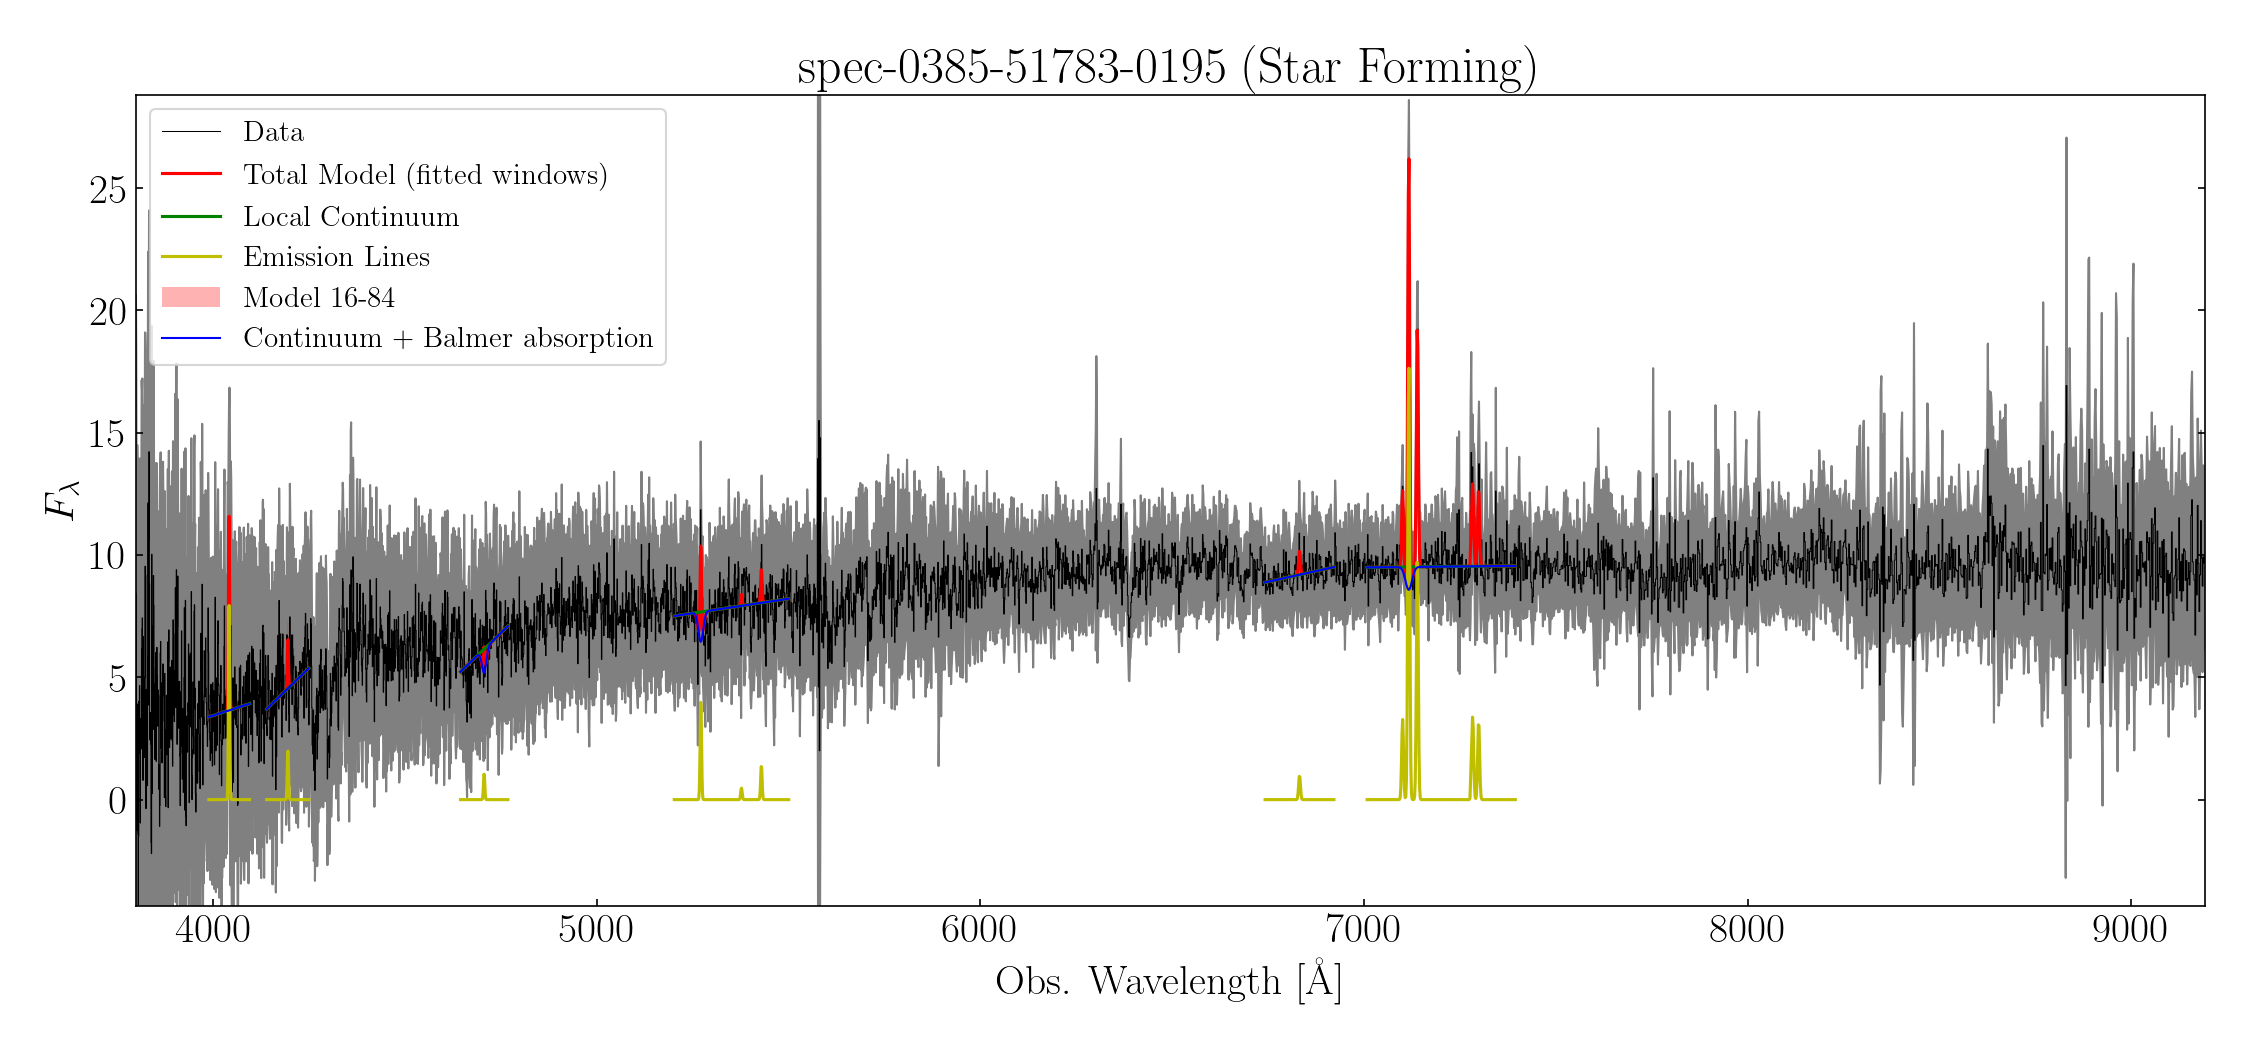 spec-0385-51783-0195 (Star Forming)
Data
Total Model (fitted windows)
Local Continuum
Emission Lines
Model 16-84
Continuum + Balmer absorption
25
20
15
10
5
0
Fλ
4000 5000 6000 7000 8000 9000
Obs. Wavelength [Å]